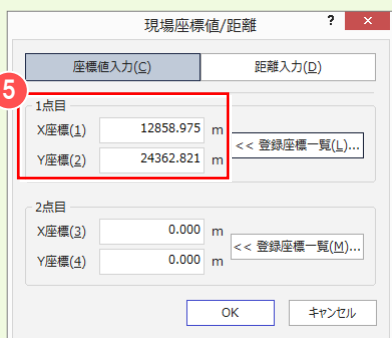 現場座標値/距離
? ×
座標値入力(C)
距離入力(D)
5
1点目
X座標(1) 12858.975 m
Y座標(2) 24362.821 m
<< 登録座標一覧(L)...
2点目
X座標(3) 0.000 m
Y座標(4) 0.000 m
<< 登録座標一覧(M)...
OK
キャンセル